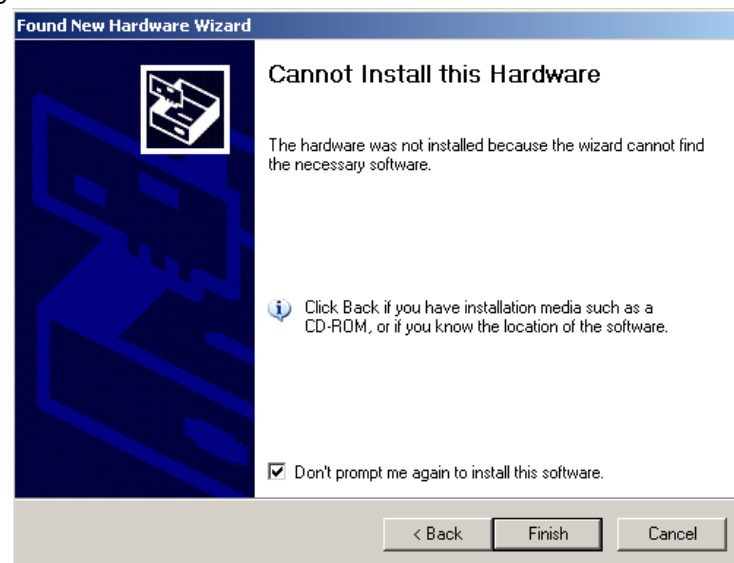 Found New Hardware Wizard
Cannot Install this Hardware
The hardware was not installed because the wizard cannot find
the necessary software.
Click Back if you have installation media such as a
CD-ROM, or if you know the location of the software.
Don't prompt me again to install this software.
< Back Finish Cancel